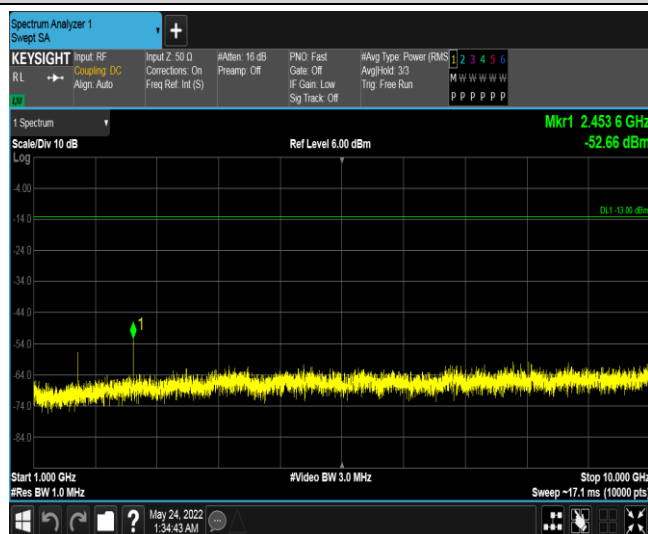 Spectrum Analyzer 1
Swept SA
KEYSIGHT
RL
LXI
Input: RF
Coupling: DC
Align: Auto
Input Z: 50 Ω
Corrections: On
Freq Ref: Int (S)
#Atten: 16 dB
Preamp: Off
PNO: Fast
Gate: Off
IF Gain: Low
Sig Track: Off
#Avg Type: Power (RMS
Avg|Hold: 3/3
Trig: Free Run
1 2 3 4 5 6
M W W W W W
P P P P P P
1 Spectrum
Mkr1 2.453 6 GHz
Scale/Div 10 dB
Ref Level 6.00 dBm
-52.66 dBm
Log
-4.00
DL1 -13.00 dBm
-14.0
-24.0
-34.0
-44.0
1
-54.0
-64.0
-74.0
-84.0
Start 1.000 GHz
#Video BW 3.0 MHz
Stop 10.000 GHz
#Res BW 1.0 MHz
Sweep ~17.1 ms (10000 pts)
?
May 24, 2022
1:34:43 AM